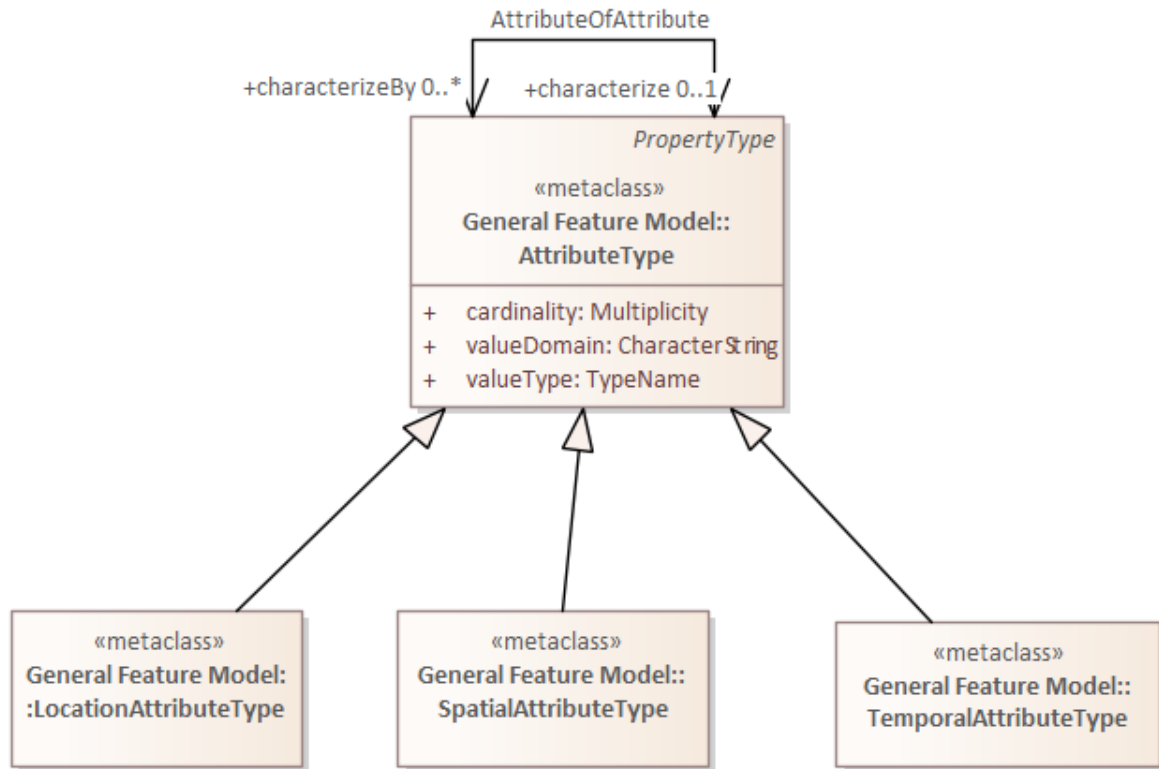 AttributeOfAttribute
+characterizeBy 0..*
+characterize 0..1
PropertyType
«metaclass»
General Feature Model::
AttributeType
+ cardinality: Multiplicity
+ valueDomain: CharacterString
+ valueType: TypeName
«metaclass»
General Feature Model:
:LocationAttributeType
«metaclass»
General Feature Model::
SpatialAttributeType
«metaclass»
General Feature Model::
TemporalAttributeType